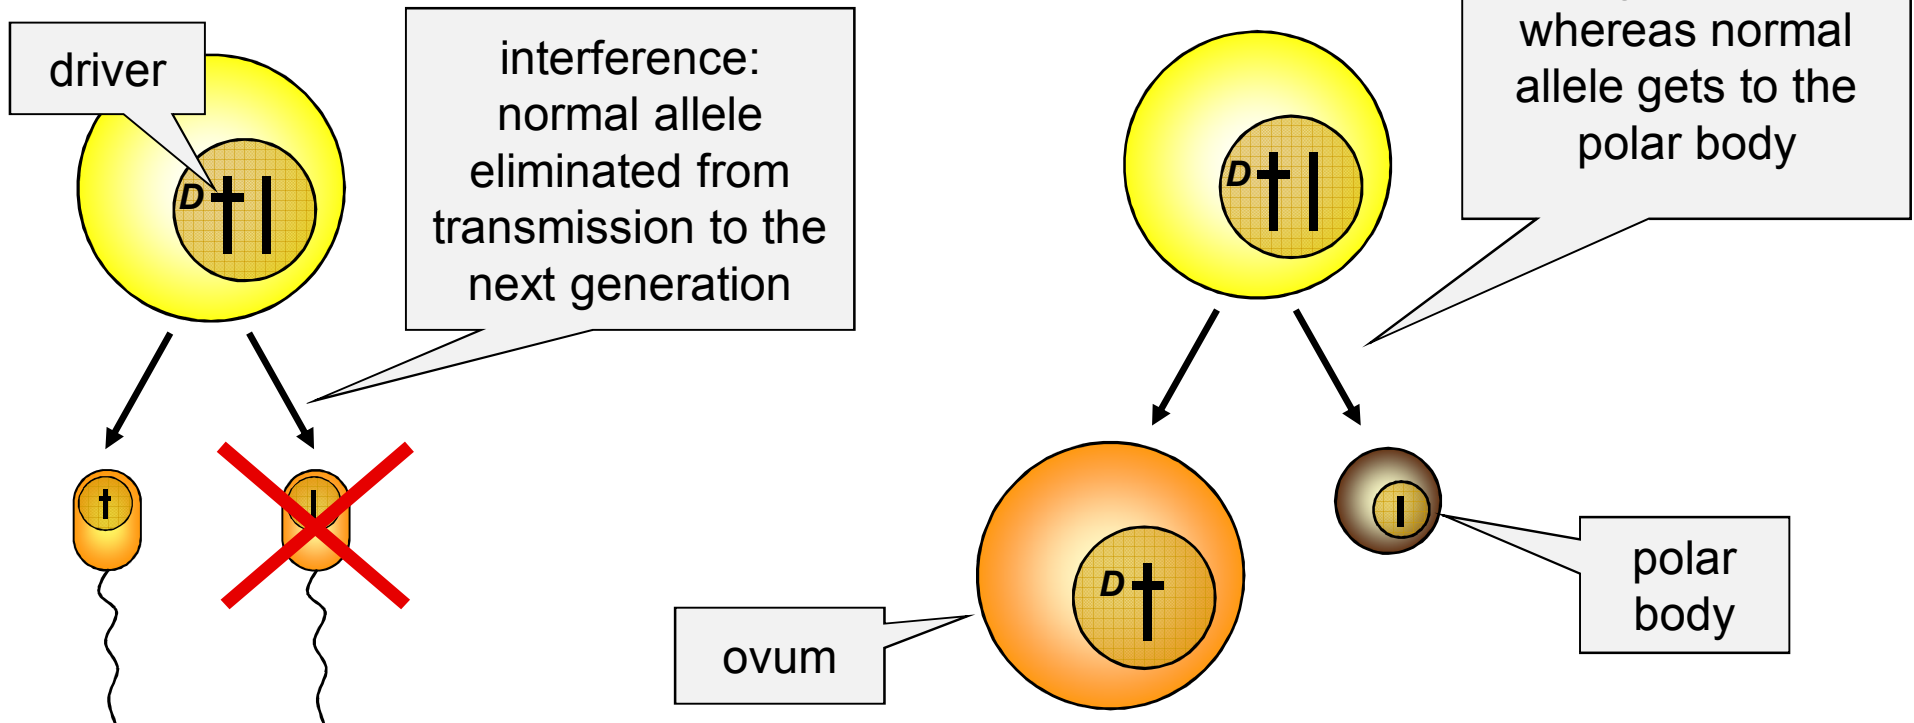 driver
interference:
normal allele
eliminated from
transmission to the
next generation
D
whereas normal
allele gets to the
polar body
D
D
ovum
polar
body